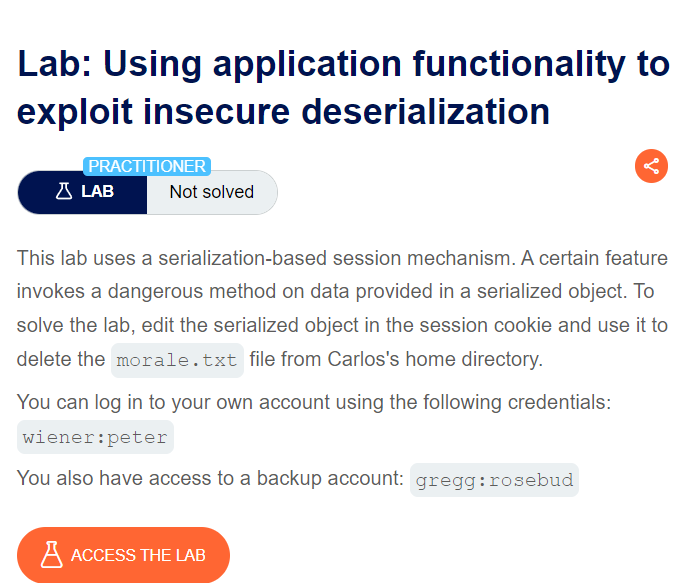 Lab: Using application functionality to
exploit insecure deserialization
PRACTITIONER
LAB Not solved
This lab uses a serialization-based session mechanism. A certain feature
invokes a dangerous method on data provided in a serialized object. To
solve the lab, edit the serialized object in the session cookie and use it to
delete the morale.txt file from Carlos's home directory.
You can log in to your own account using the following credentials:
wiener:peter
You also have access to a backup account: gregg:rosebud
ACCESS THE LAB